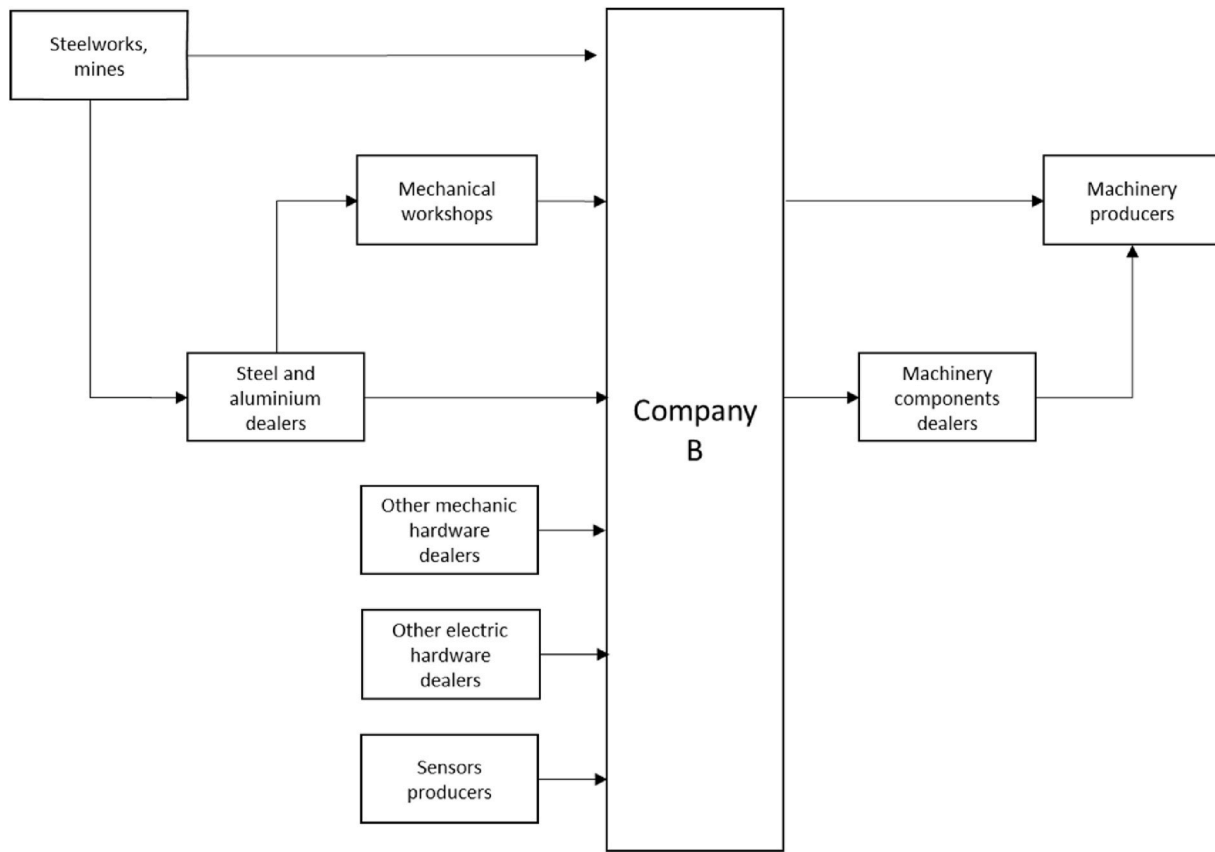 Steelworks,
mines
Mechanical
workshops
Machinery
producers
Steel and
aluminium
dealers
Company
B
Machinery
components
dealers
Other mechanic
hardware
dealers
Other electric
hardware
dealers
Sensors
producers